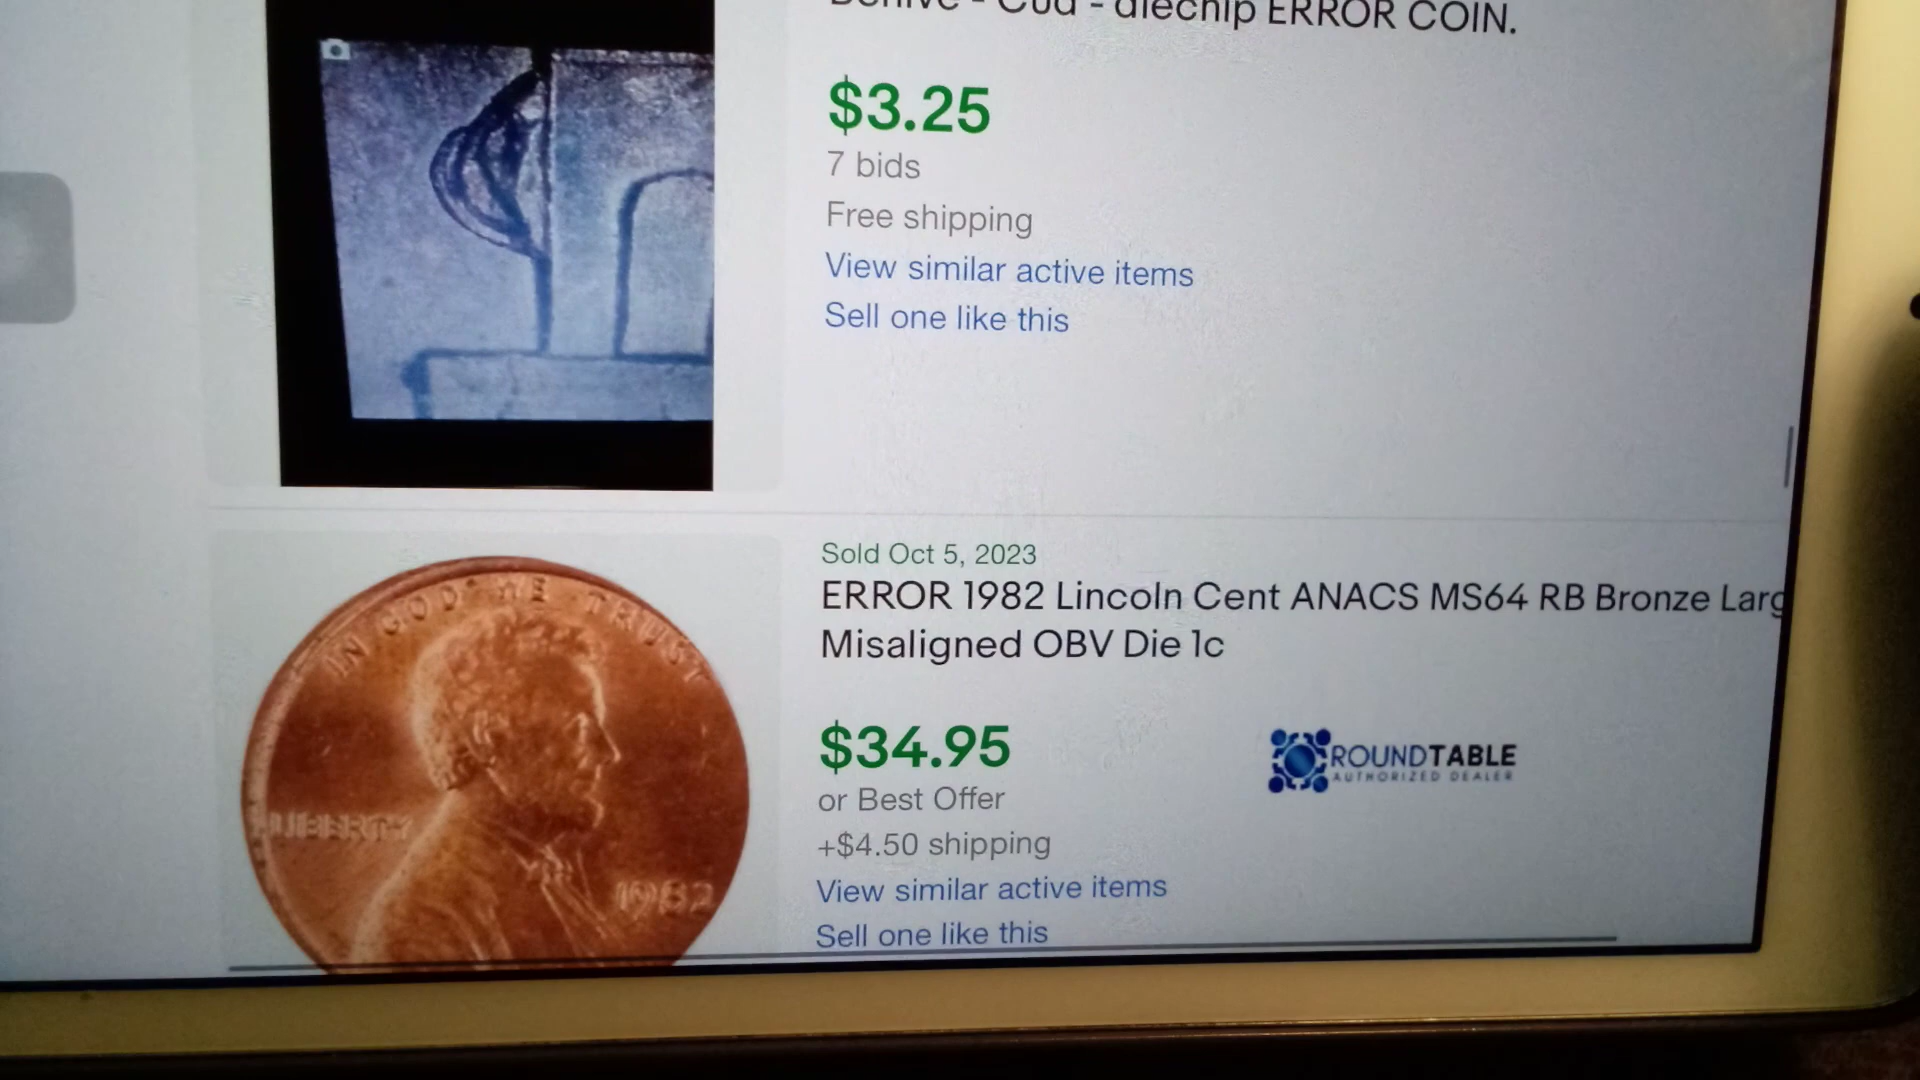 - Cud - diechip ERROR COIN.
$3.25
7 bids
Free shipping
View similar active items
Sell one like this
IN GOD WE TRUST
LIBERTY
1982
Sold Oct 5, 2023
ERROR 1982 Lincoln Cent ANACS MS64 RB Bronze Larg
Misaligned OBV Die 1c
$34.95
or Best Offer
+$4.50 shipping
View similar active items
Sell one like this
ROUNDTABLE
AUTHORIZED DEALER